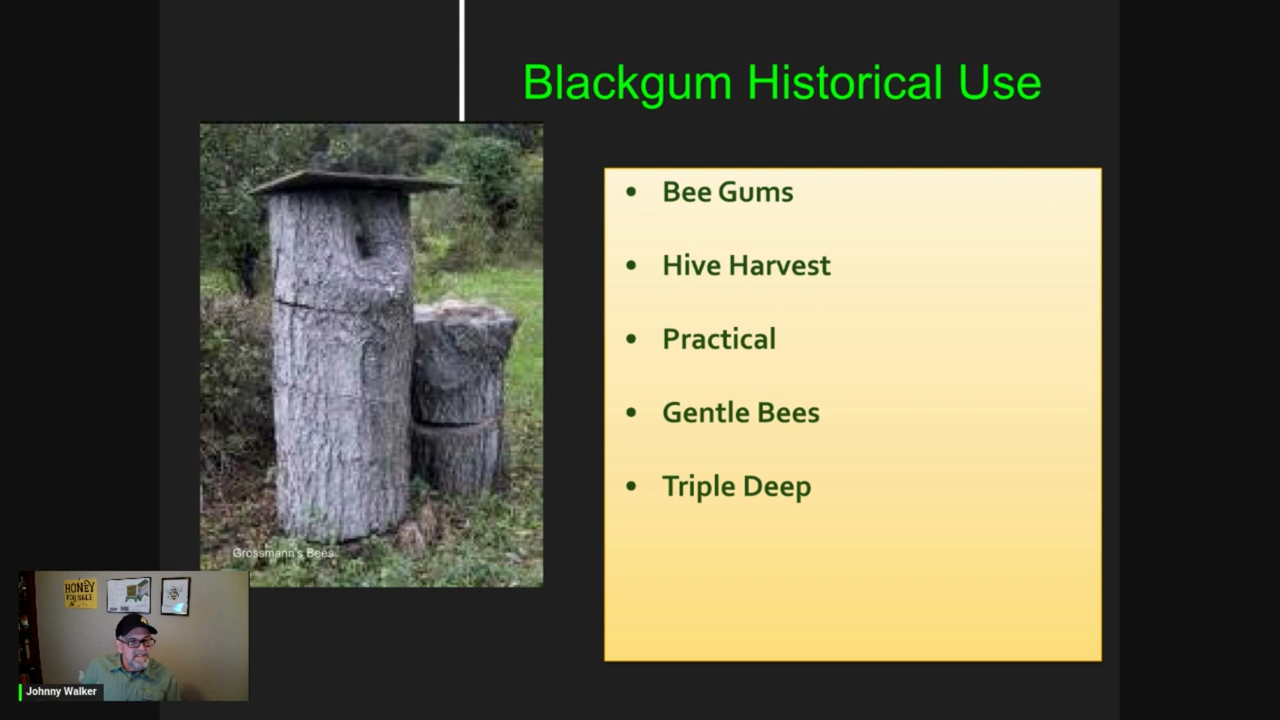 Blackgum Historical Use
• Bee Gums
• Hive Harvest
• Practical
• Gentle Bees
• Triple Deep
Grossmann's Bees
HONEY
FOR SALE
Johnny Walker